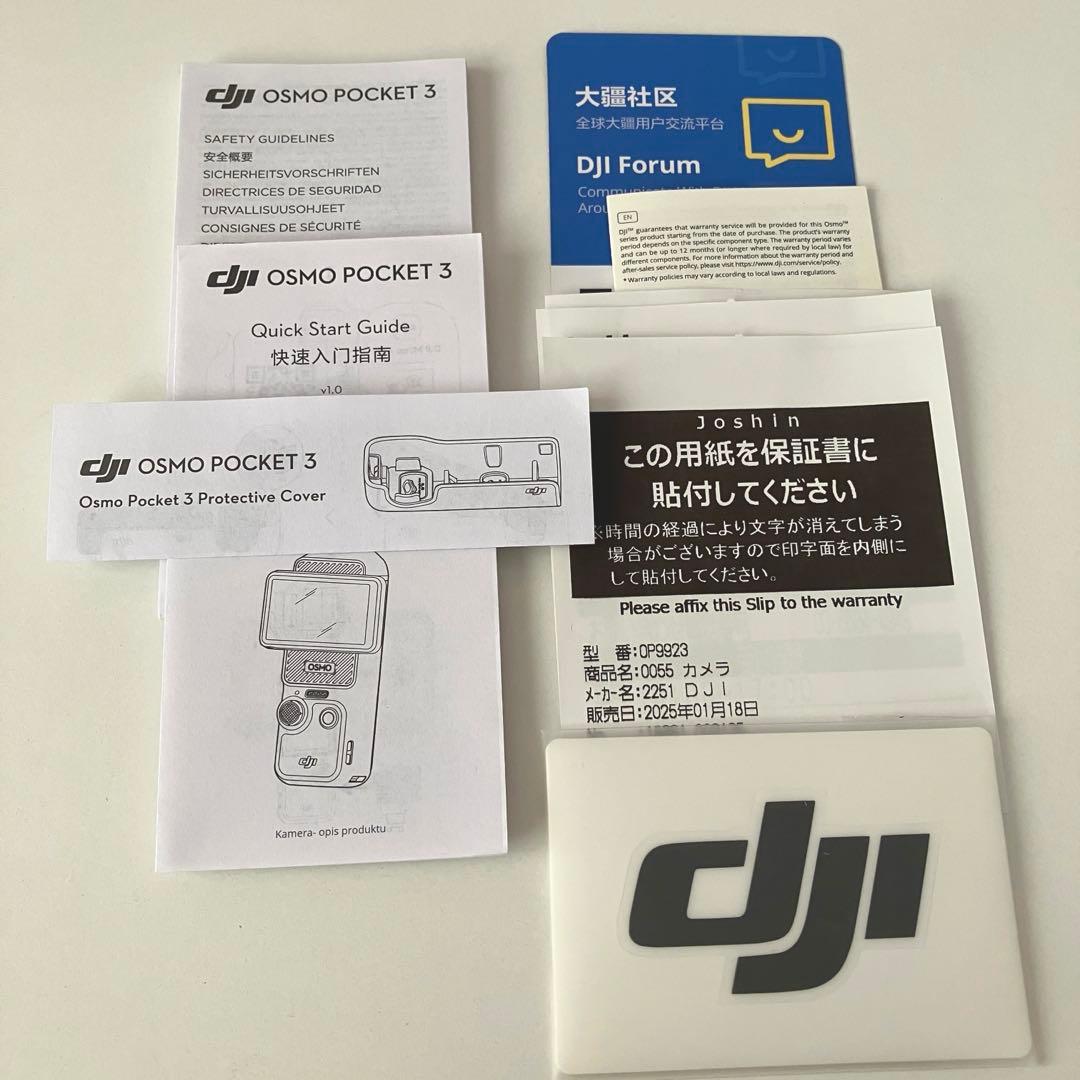 dji OSMO POCKET 3
SAFETY GUIDELINES
安全概要
SICHERHEITSVORSCHRIFTEN
DIRECTRICES DE SEGURIDAD
TURVALLISUUSOHJEET
CONSIGNES DE SÉCURITÉ
dji OSMO POCKET 3
Quick Start Guide
快速入门指南
v1.0
dji OSMO POCKET 3
Osmo Pocket 3 Protective Cover
dji
OSMO
dji
Kamera- opis produktu
大疆社区
全球大疆用户交流平台
DJI Forum
EN
DJI™ guarantees that warranty service will be provided for this Osmo™
series product starting from the date of purchase. The product's warranty
period depends on the specific component type. The warranty period varies
and can be up to 12 months (or longer where required by local law) for
different components. For more information about the warranty period and
after-sales service policy, please visit https://www.dji.com/service/policy.
* Warranty policies may vary according to local laws and regulations.
Joshin
この用紙を保証書に
貼付してください
※時間の経過により文字が消えてしまう
場合がございますので印字面を内側に
して貼付してください。
Please affix this Slip to the warranty
型 番:OP9923
商品名:0055 カメラ
メーカー名:2251 DJI
販売日:2025年01月18日
dji